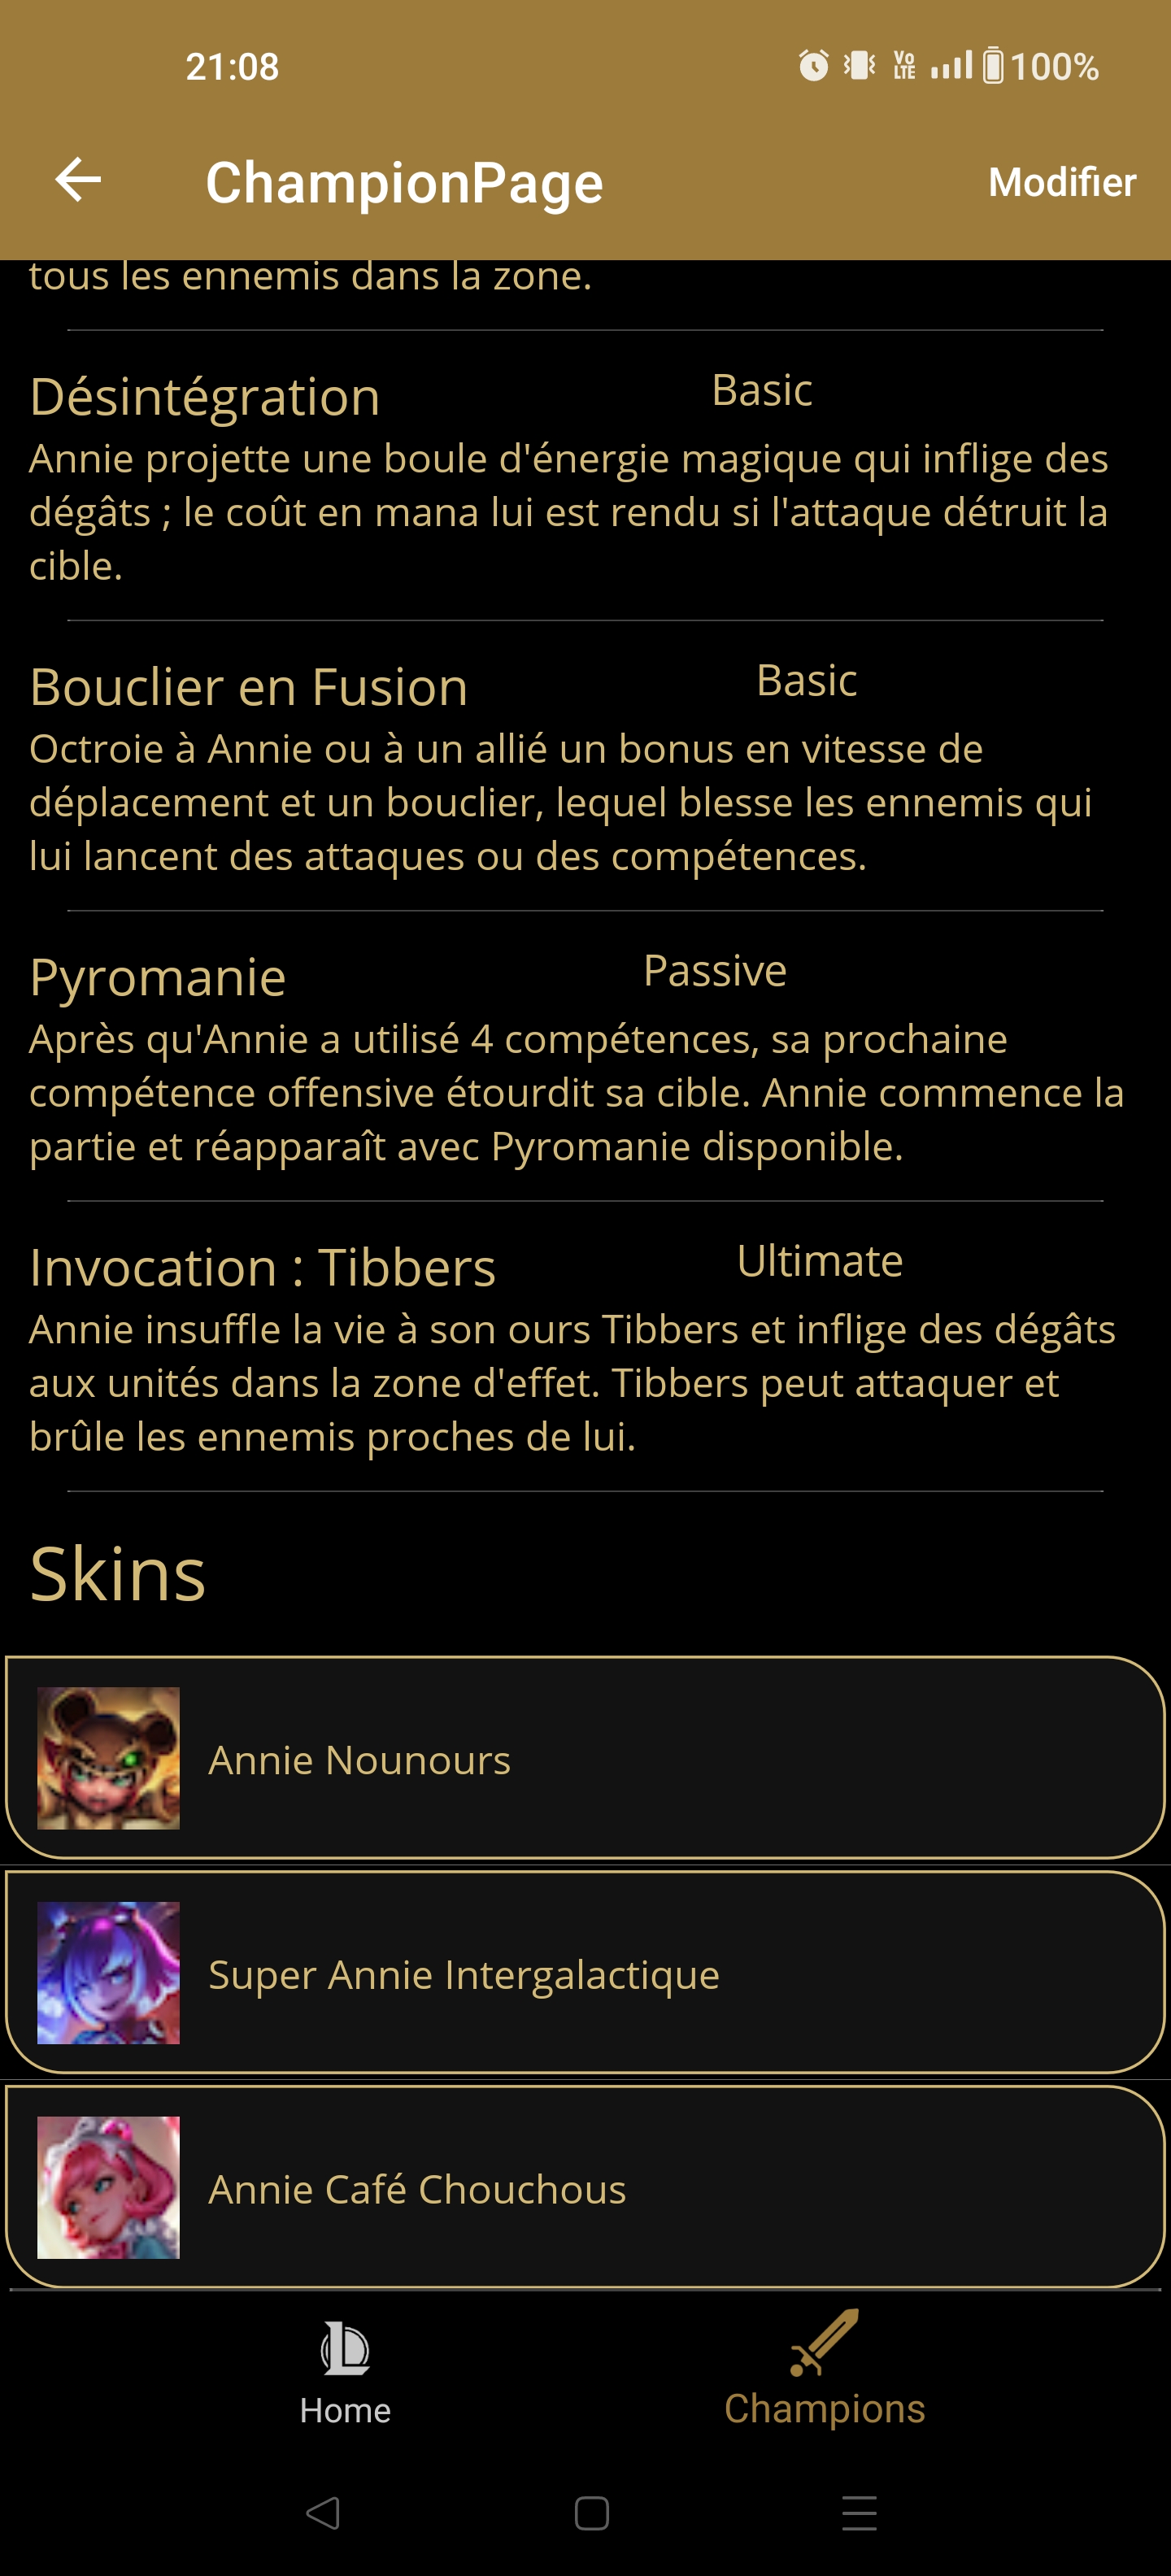 21:08
VO LTE
100%
ChampionPage
Modifier
tous les ennemis dans la zone.
Désintégration
Basic
Annie projette une boule d'énergie magique qui inflige des
dégâts ; le coût en mana lui est rendu si l'attaque détruit la
cible.
Bouclier en Fusion
Basic
Octroie à Annie ou à un allié un bonus en vitesse de
déplacement et un bouclier, lequel blesse les ennemis qui
lui lancent des attaques ou des compétences.
Pyromanie
Passive
Après qu'Annie a utilisé 4 compétences, sa prochaine
compétence offensive étourdit sa cible. Annie commence la
partie et réapparaît avec Pyromanie disponible.
Invocation : Tibbers
Ultimate
Annie insuffle la vie à son ours Tibbers et inflige des dégâts
aux unités dans la zone d'effet. Tibbers peut attaquer et
brûle les ennemis proches de lui.
Skins
Annie Nounours
Super Annie Intergalactique
Annie Café Chouchous
Home
Champions